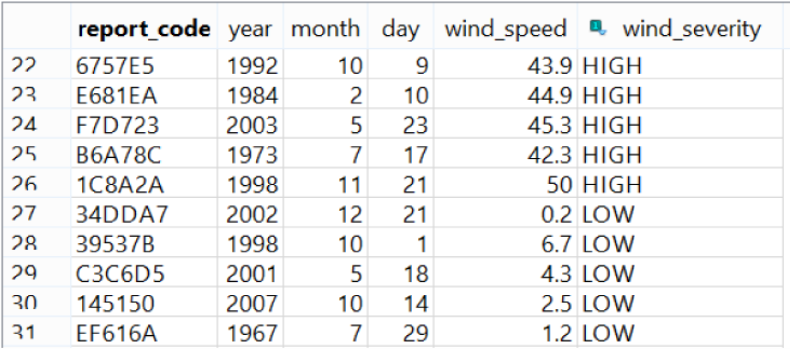 report_code year month day wind_speed wind_severity
22 6757E5 1992 10 9 43.9 HIGH
23 E681EA 1984 2 10 44.9 HIGH
24 F7D723 2003 5 23 45.3 HIGH
25 B6A78C 1973 7 17 42.3 HIGH
26 1C8A2A 1998 11 21 50 HIGH
27 34DDA7 2002 12 21 0.2 LOW
28 39537B 1998 10 1 6.7 LOW
29 C3C6D5 2001 5 18 4.3 LOW
30 145150 2007 10 14 2.5 LOW
31 EF616A 1967 7 29 1.2 LOW